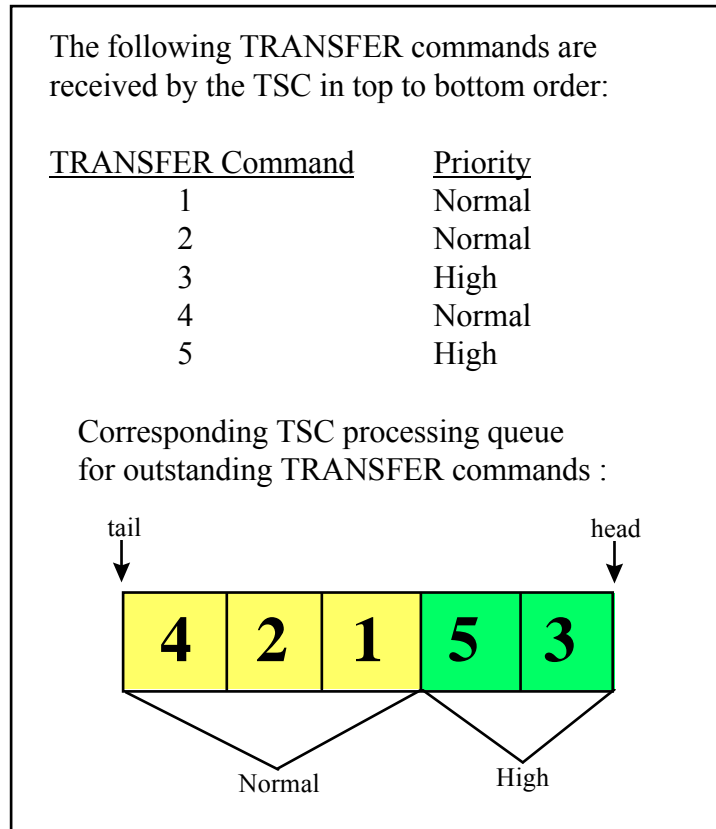 The following TRANSFER commands are
received by the TSC in top to bottom order:
TRANSFER Command Priority
1 Normal
2 Normal
3 High
4 Normal
5 High
Corresponding TSC processing queue
for outstanding TRANSFER commands :
tail head
4 2 1 5 3
Normal High